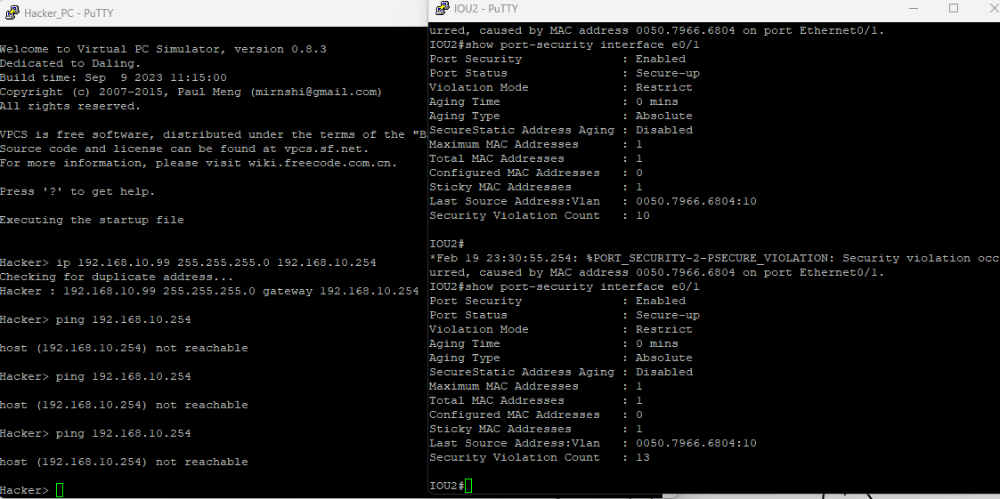 Hacker_PC - PuTTY
Welcome to Virtual PC Simulator, version 0.8.3
Dedicated to Daling.
Build time: Sep  9 2023 11:15:00
Copyright (c) 2007-2015, Paul Meng (mirnshi@gmail.com)
All rights reserved.
VPCS is free software, distributed under the terms of the "B
Source code and license can be found at vpcs.sf.net.
For more information, please visit wiki.freecode.com.cn.
Press '?' to get help.
Executing the startup file
Hacker> ip 192.168.10.99 255.255.255.0 192.168.10.254
Checking for duplicate address...
Hacker : 192.168.10.99 255.255.255.0 gateway 192.168.10.254
Hacker> ping 192.168.10.254
host (192.168.10.254) not reachable
Hacker> ping 192.168.10.254
host (192.168.10.254) not reachable
Hacker> ping 192.168.10.254
host (192.168.10.254) not reachable
Hacker>
IOU2 - PuTTY
urred, caused by MAC address 0050.7966.6804 on port Ethernet0/1.
IOU2#show port-security interface e0/1
Port Security              : Enabled
Port Status                : Secure-up
Violation Mode             : Restrict
Aging Time                 : 0 mins
Aging Type                 : Absolute
SecureStatic Address Aging : Disabled
Maximum MAC Addresses      : 1
Total MAC Addresses        : 1
Configured MAC Addresses   : 0
Sticky MAC Addresses       : 1
Last Source Address:Vlan   : 0050.7966.6804:10
Security Violation Count   : 10
IOU2#
*Feb 19 23:30:55.254: %PORT_SECURITY-2-PSECURE_VIOLATION: Security violation occ
urred, caused by MAC address 0050.7966.6804 on port Ethernet0/1.
IOU2#show port-security interface e0/1
Port Security              : Enabled
Port Status                : Secure-up
Violation Mode             : Restrict
Aging Time                 : 0 mins
Aging Type                 : Absolute
SecureStatic Address Aging : Disabled
Maximum MAC Addresses      : 1
Total MAC Addresses        : 1
Configured MAC Addresses   : 0
Sticky MAC Addresses       : 1
Last Source Address:Vlan   : 0050.7966.6804:10
Security Violation Count   : 13
IOU2#